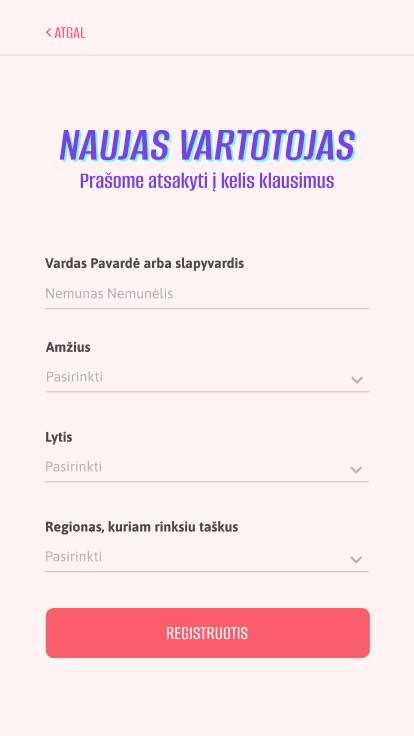 < ATGAL
NAUJAS VARTOTOJAS
Prašome atsakyti į kelis klausimus
Vardas Pavardė arba slapyvardis
Nemunas Nemunėlis
Amžius
Pasirinkti
Lytis
Pasirinkti
Regionas, kuriam rinksiu taškus
Pasirinkti
REGISTRUOTIS